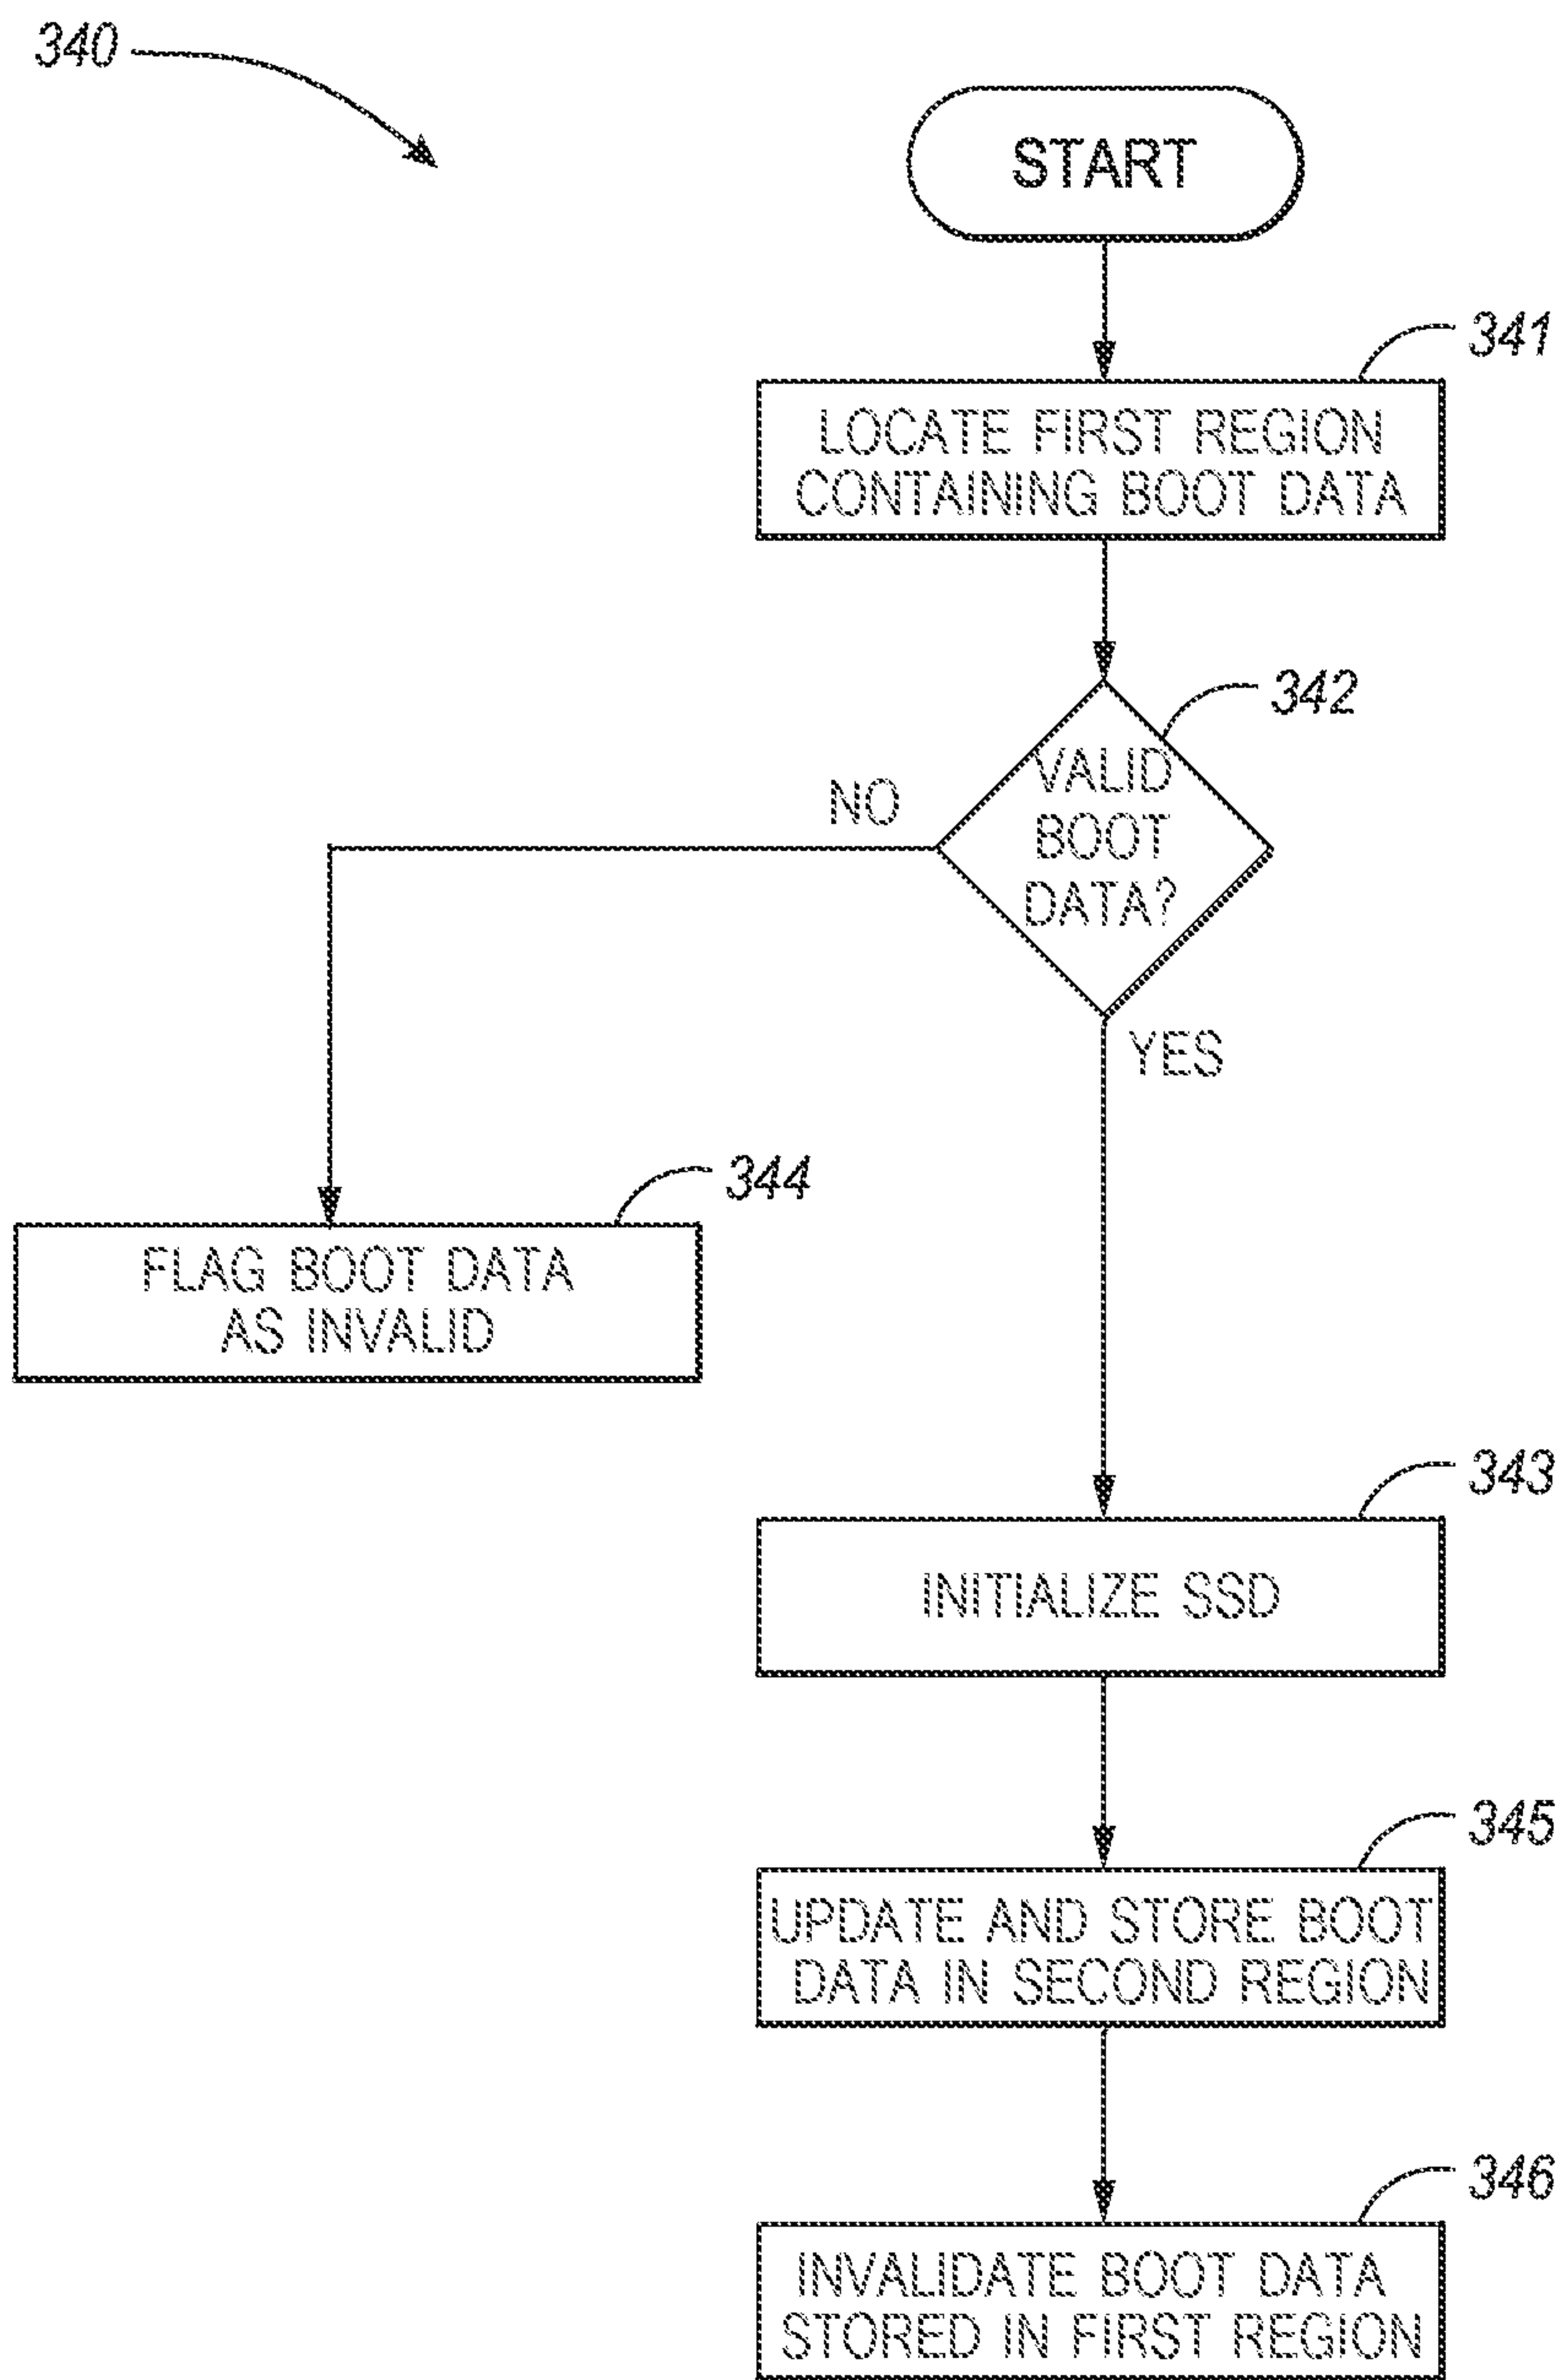 340
START
341
LOCATE FIRST REGION
CONTAINING BOOT DATA
342
VALID
BOOT
DATA?
NO
YES
344
FLAG BOOT DATA
AS INVALID
343
INITIALIZE SSD
345
UPDATE AND STORE BOOT
DATA IN SECOND REGION
346
INVALIDATE BOOT DATA
STORED IN FIRST REGION